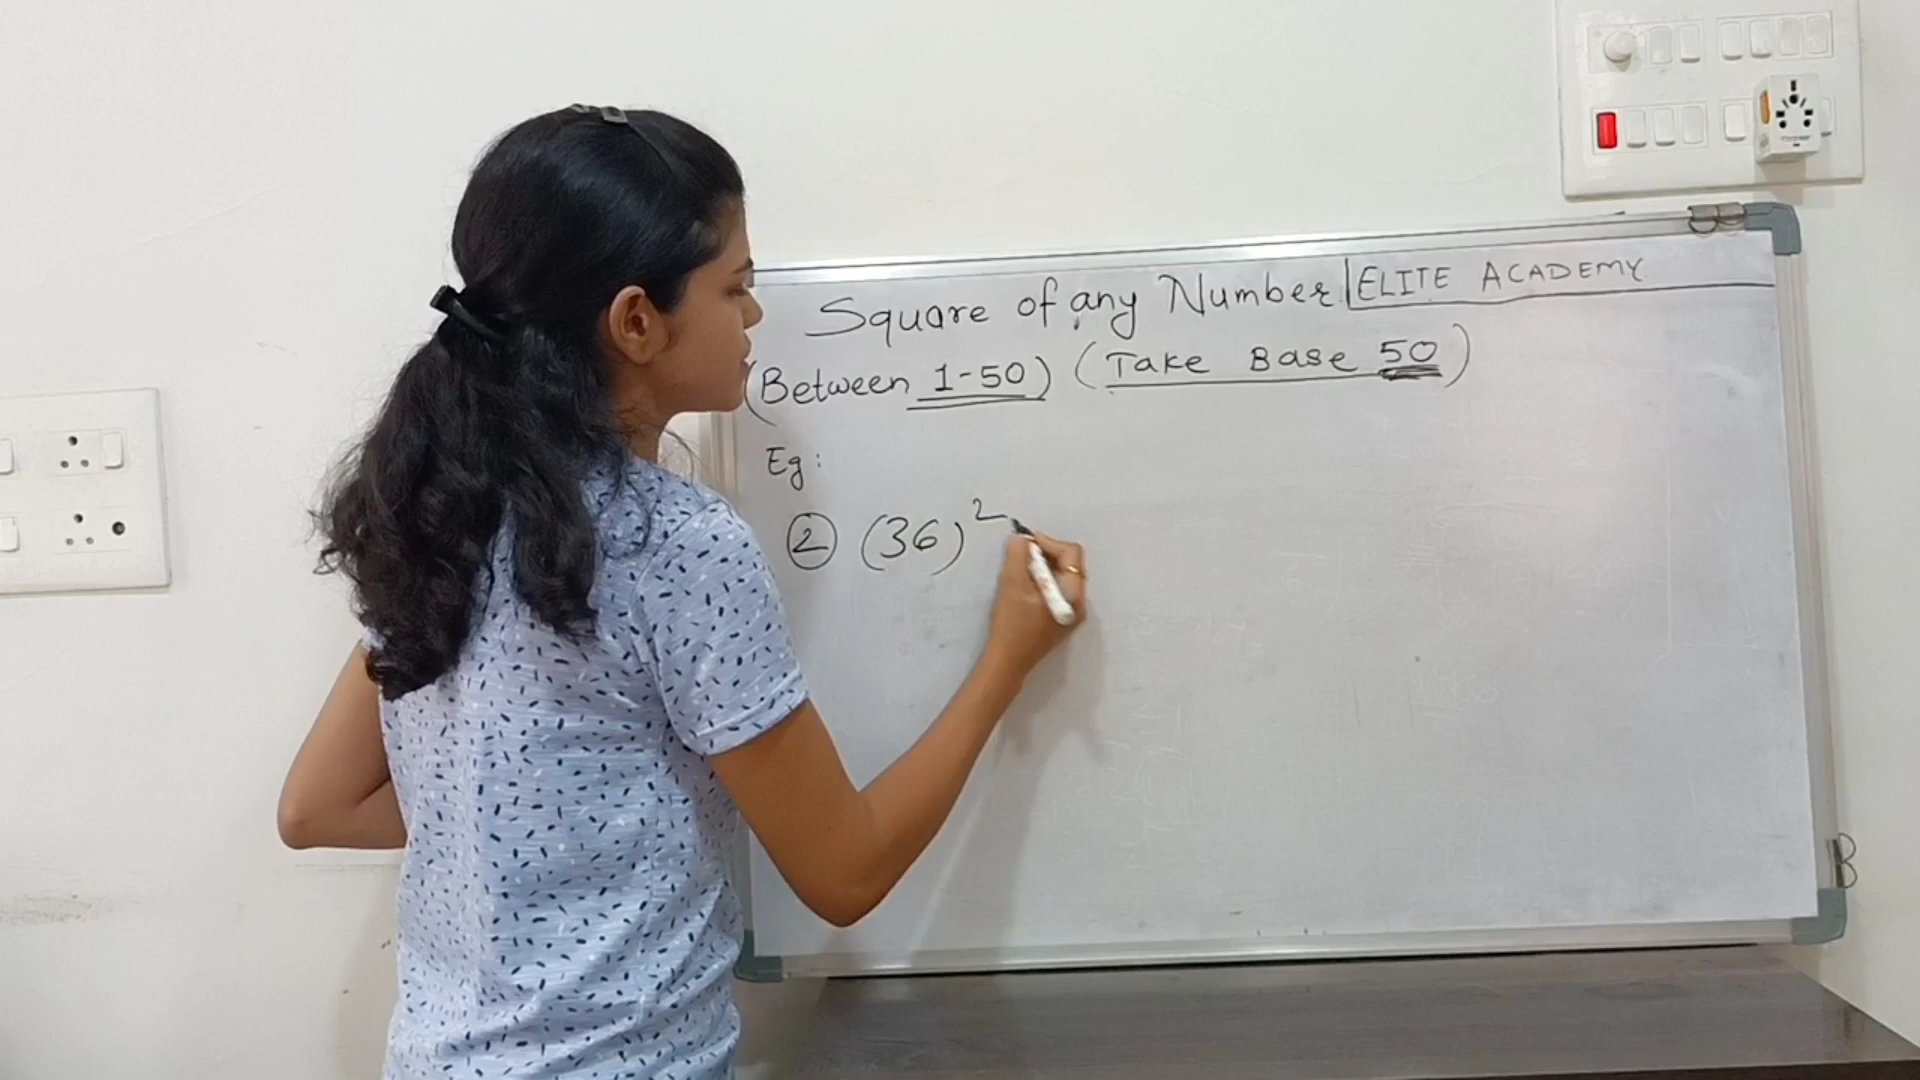 Square of any Number ELITE ACADEMY
(Between 1-50) (Take Base 50)
Eg:
② (36)²